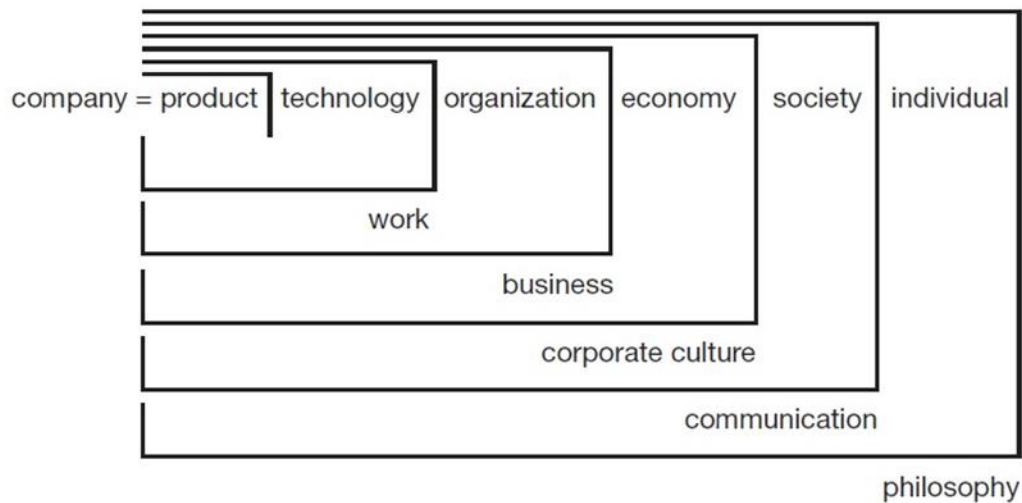 company = product technology organization economy society individual
work
business
corporate culture
communication
philosophy